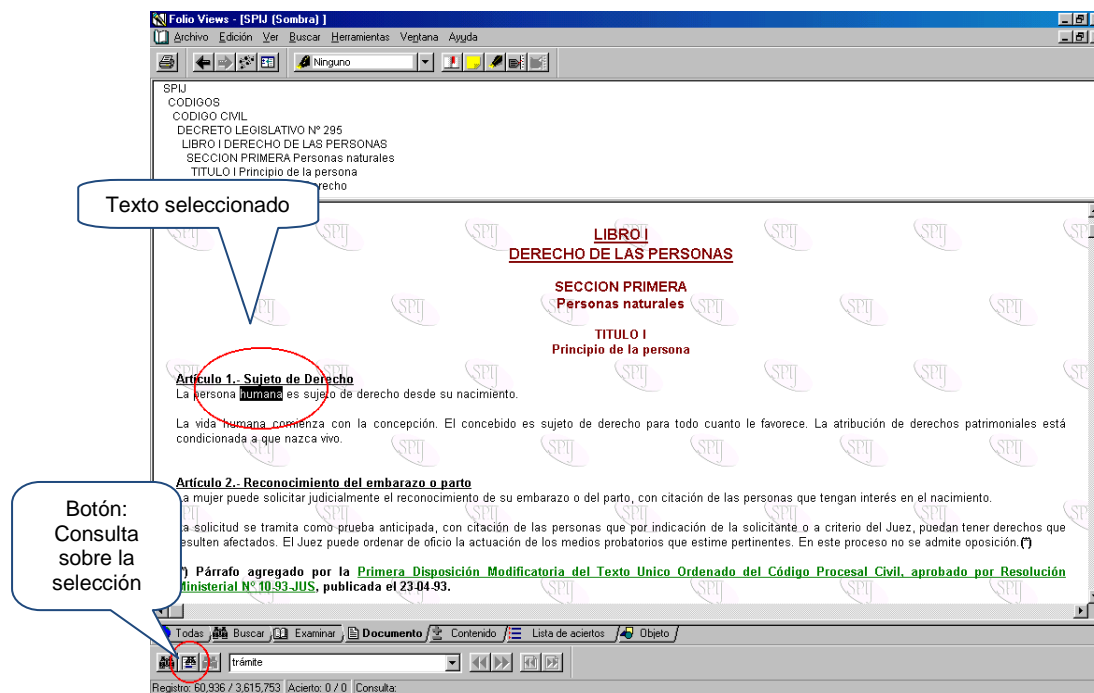 Folio Views - [SPIJ (Sombra) ]
Archivo Edición Ver Buscar Herramientas Ventana Ayuda
Ninguno
SPIJ
CODIGOS
CODIGO CIVIL
DECRETO LEGISLATIVO Nº 295
LIBRO I DERECHO DE LAS PERSONAS
SECCION PRIMERA Personas naturales
TITULO I Principio de la persona
recho
Texto seleccionado
LIBRO I
DERECHO DE LAS PERSONAS
SECCION PRIMERA
Personas naturales
TITULO I
Principio de la persona
Artículo 1.- Sujeto de Derecho
La persona humana es sujeto de derecho desde su nacimiento.
La vida humana comienza con la concepción. El concebido es sujeto de derecho para todo cuanto le favorece. La atribución de derechos patrimoniales está
condicionada a que nazca vivo.
Artículo 2.- Reconocimiento del embarazo o parto
La mujer puede solicitar judicialmente el reconocimiento de su embarazo o del parto, con citación de las personas que tengan interés en el nacimiento.
a solicitud se tramita como prueba anticipada, con citación de las personas que por indicación de la solicitante o a criterio del Juez, puedan tener derechos que
resulten afectados. El Juez puede ordenar de oficio la actuación de los medios probatorios que estime pertinentes. En este proceso no se admite oposición.(*)
*) Párrafo agregado por la Primera Disposición Modificatoria del Texto Unico Ordenado del Código Procesal Civil, aprobado por Resolución
Ministerial Nº 10-93-JUS, publicada el 23-04-93.
Botón:
Consulta
sobre la
selección
Todas Buscar Examinar Documento Contenido Lista de aciertos Objeto
trámite
Registro: 60,936 / 3,615,753 Acierto: 0 / 0 Consulta:
SPIJ